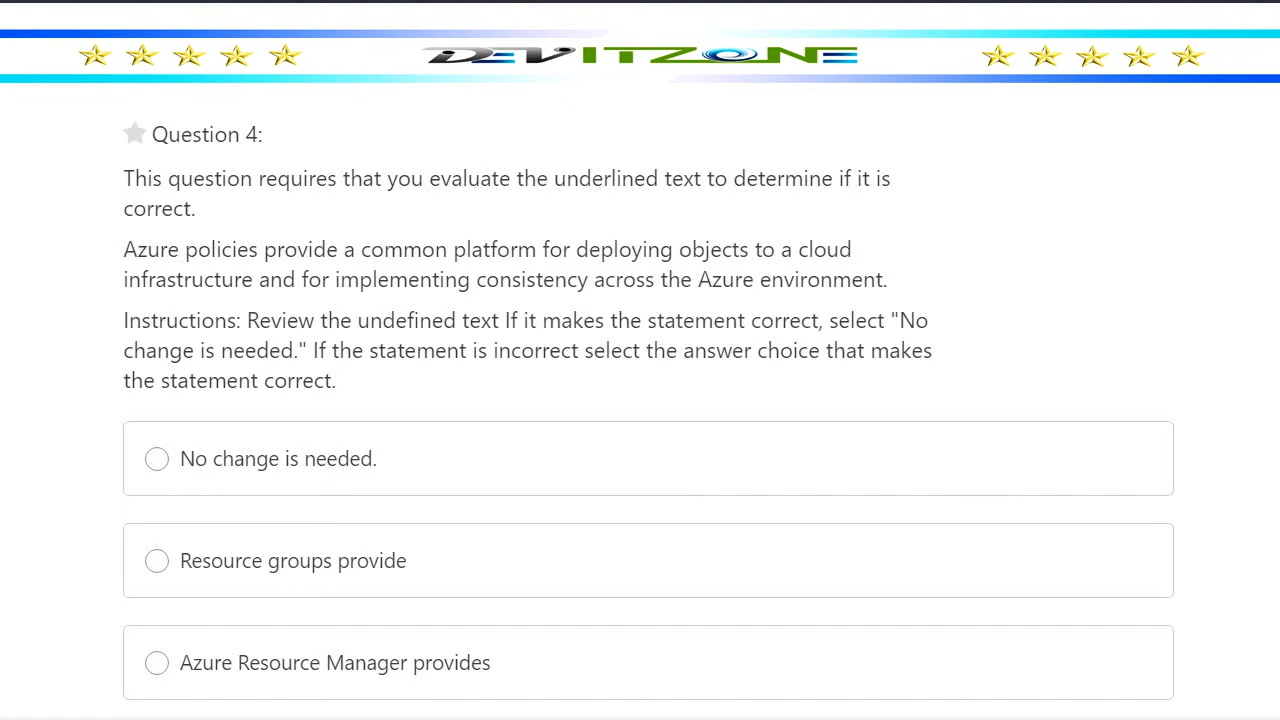 DEVITZONE
Question 4:
This question requires that you evaluate the underlined text to determine if it is
correct.
Azure policies provide a common platform for deploying objects to a cloud
infrastructure and for implementing consistency across the Azure environment.
Instructions: Review the undefined text If it makes the statement correct, select "No
change is needed." If the statement is incorrect select the answer choice that makes
the statement correct.
No change is needed.
Resource groups provide
Azure Resource Manager provides